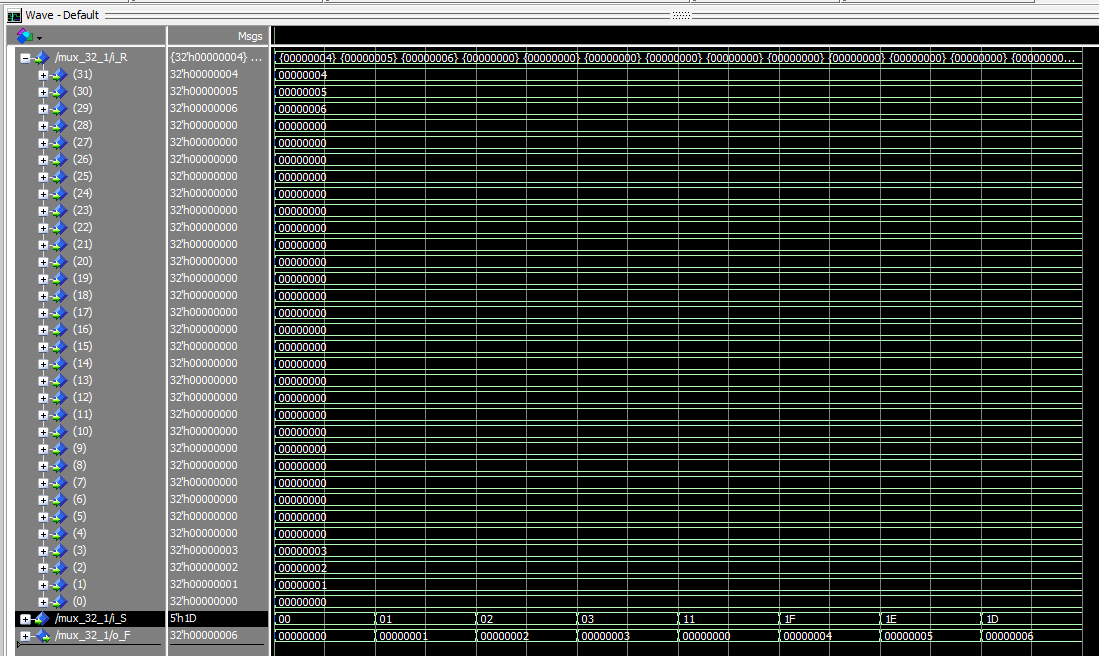 Wave - Default
Msgs
/mux_32_1/i_R {32'h00000004} ... {00000004} {00000005} {00000006} {00000000} {00000000} {00000000} {00000000} {00000000} {00000000} {00000000} {00000000} {00000000} {00000000...
(31) 32'h00000004 00000004
(30) 32'h00000005 00000005
(29) 32'h00000006 00000006
(28) 32'h00000000 00000000
(27) 32'h00000000 00000000
(26) 32'h00000000 00000000
(25) 32'h00000000 00000000
(24) 32'h00000000 00000000
(23) 32'h00000000 00000000
(22) 32'h00000000 00000000
(21) 32'h00000000 00000000
(20) 32'h00000000 00000000
(19) 32'h00000000 00000000
(18) 32'h00000000 00000000
(17) 32'h00000000 00000000
(16) 32'h00000000 00000000
(15) 32'h00000000 00000000
(14) 32'h00000000 00000000
(13) 32'h00000000 00000000
(12) 32'h00000000 00000000
(11) 32'h00000000 00000000
(10) 32'h00000000 00000000
(9) 32'h00000000 00000000
(8) 32'h00000000 00000000
(7) 32'h00000000 00000000
(6) 32'h00000000 00000000
(5) 32'h00000000 00000000
(4) 32'h00000000 00000000
(3) 32'h00000003 00000003
(2) 32'h00000002 00000002
(1) 32'h00000001 00000001
(0) 32'h00000000 00000000
/mux_32_1/i_S 5'h1D 00 01 02 03 11 1F 1E 1D
/mux_32_1/o_F 32'h00000006 00000000 00000001 00000002 00000003 00000000 00000004 00000005 00000006